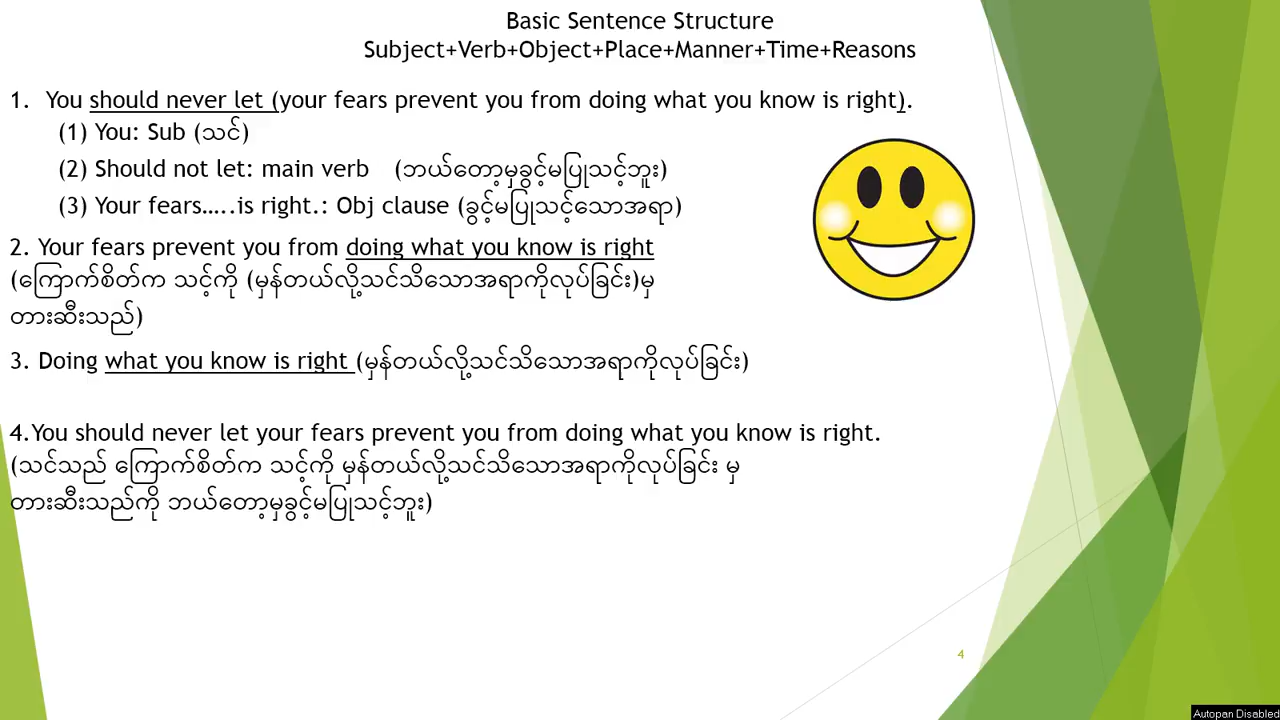 Basic Sentence Structure
Subject+Verb+Object+Place+Manner+Time+Reasons
1. You should never let (your fears prevent you from doing what you know is right).
(1) You: Sub (သင်)
(2) Should not let: main verb (ဘယ်တော့မှခွင့်မပြုသင့်ဘူး)
(3) Your fears…..is right.: Obj clause (ခွင့်မပြုသင့်သောအရာ)
2. Your fears prevent you from doing what you know is right
(ကြောက်စိတ်က သင့်ကို (မှန်တယ်လို့သင်သိသောအရာကိုလုပ်ခြင်း)မှ
တားဆီးသည်)
3. Doing what you know is right (မှန်တယ်လို့သင်သိသောအရာကိုလုပ်ခြင်း)
4.You should never let your fears prevent you from doing what you know is right.
(သင်သည် ကြောက်စိတ်က သင့်ကို မှန်တယ်လို့သင်သိသောအရာကိုလုပ်ခြင်း မှ
တားဆီးသည်ကို ဘယ်တော့မှခွင့်မပြုသင့်ဘူး)
4
Autopan Disabled